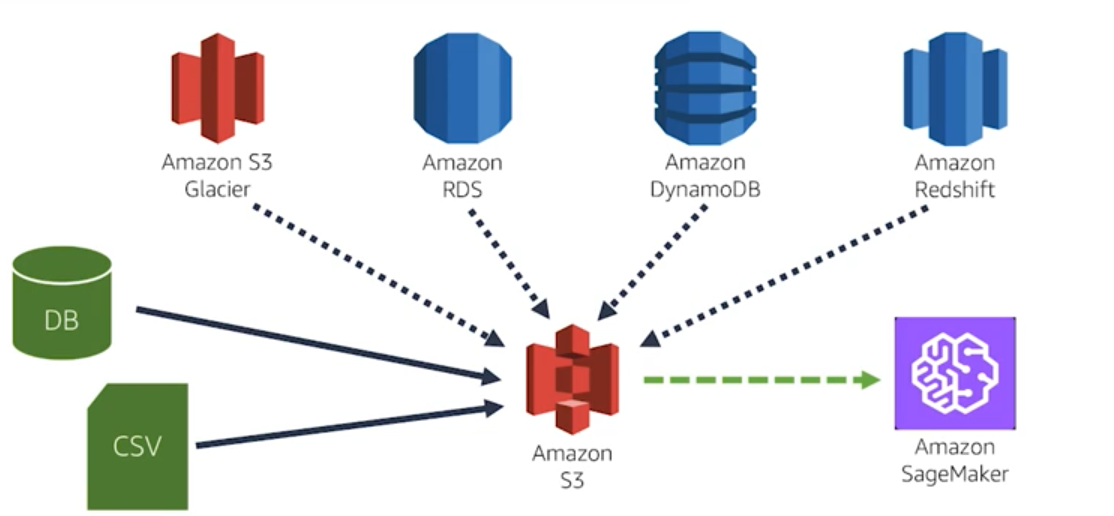 Amazon S3
Glacier
Amazon
RDS
Amazon
DynamoDB
Amazon
Redshift
DB
CSV
Amazon
S3
Amazon
SageMaker